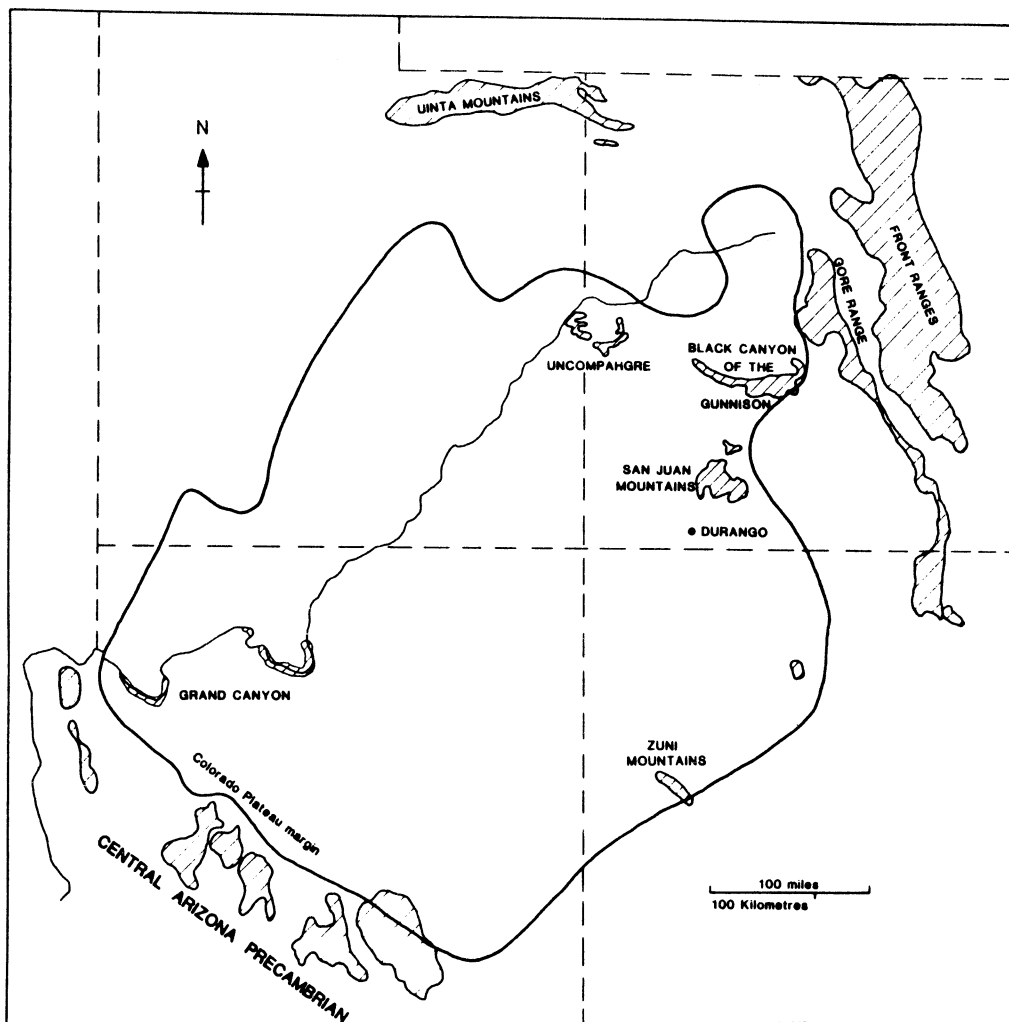 UINTA MOUNTAINS
N
FRONT RANGES
GORE RANGE
UNCOMPAHGRE
BLACK CANYON
OF THE
GUNNISON
SAN JUAN
MOUNTAINS
DURANGO
GRAND CANYON
ZUNI
MOUNTAINS
Colorado Plateau margin
CENTRAL ARIZONA PRECAMBRIAN
100 miles
100 Kilometres